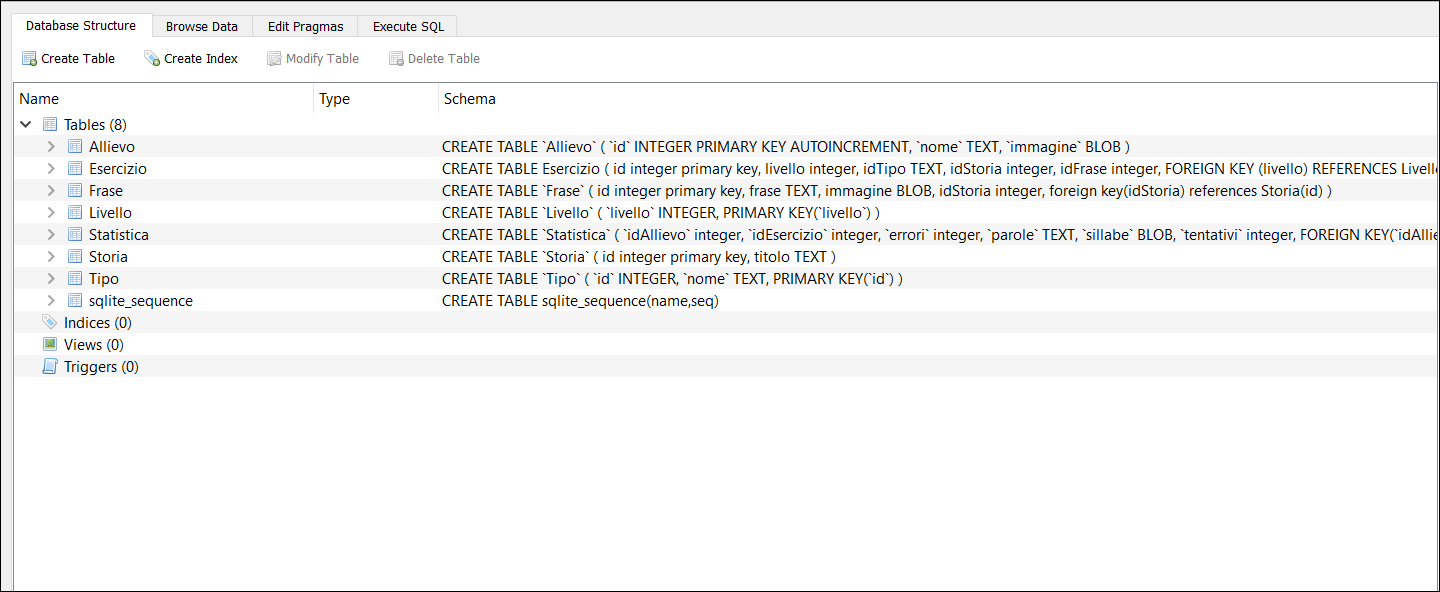 Database Structure Browse Data Edit Pragmas Execute SQL
Create Table Create Index Modify Table Delete Table
Name Type Schema
Tables (8)
Allievo CREATE TABLE `Allievo` ( `id` INTEGER PRIMARY KEY AUTOINCREMENT, `nome` TEXT, `immagine` BLOB )
Esercizio CREATE TABLE Esercizio ( id integer primary key, livello integer, idTipo TEXT, idStoria integer, idFrase integer, FOREIGN KEY (livello) REFERENCES Livell
Frase CREATE TABLE `Frase` ( id integer primary key, frase TEXT, immagine BLOB, idStoria integer, foreign key(idStoria) references Storia(id) )
Livello CREATE TABLE `Livello` ( `livello` INTEGER, PRIMARY KEY(`livello`) )
Statistica CREATE TABLE `Statistica` ( `idAllievo` integer, `idEsercizio` integer, `errori` integer, `parole` TEXT, `sillabe` BLOB, `tentativi` integer, FOREIGN KEY(`idAllie
Storia CREATE TABLE `Storia` ( id integer primary key, titolo TEXT )
Tipo CREATE TABLE `Tipo` ( `id` INTEGER, `nome` TEXT, PRIMARY KEY(`id`) )
sqlite_sequence CREATE TABLE sqlite_sequence(name,seq)
Indices (0)
Views (0)
Triggers (0)